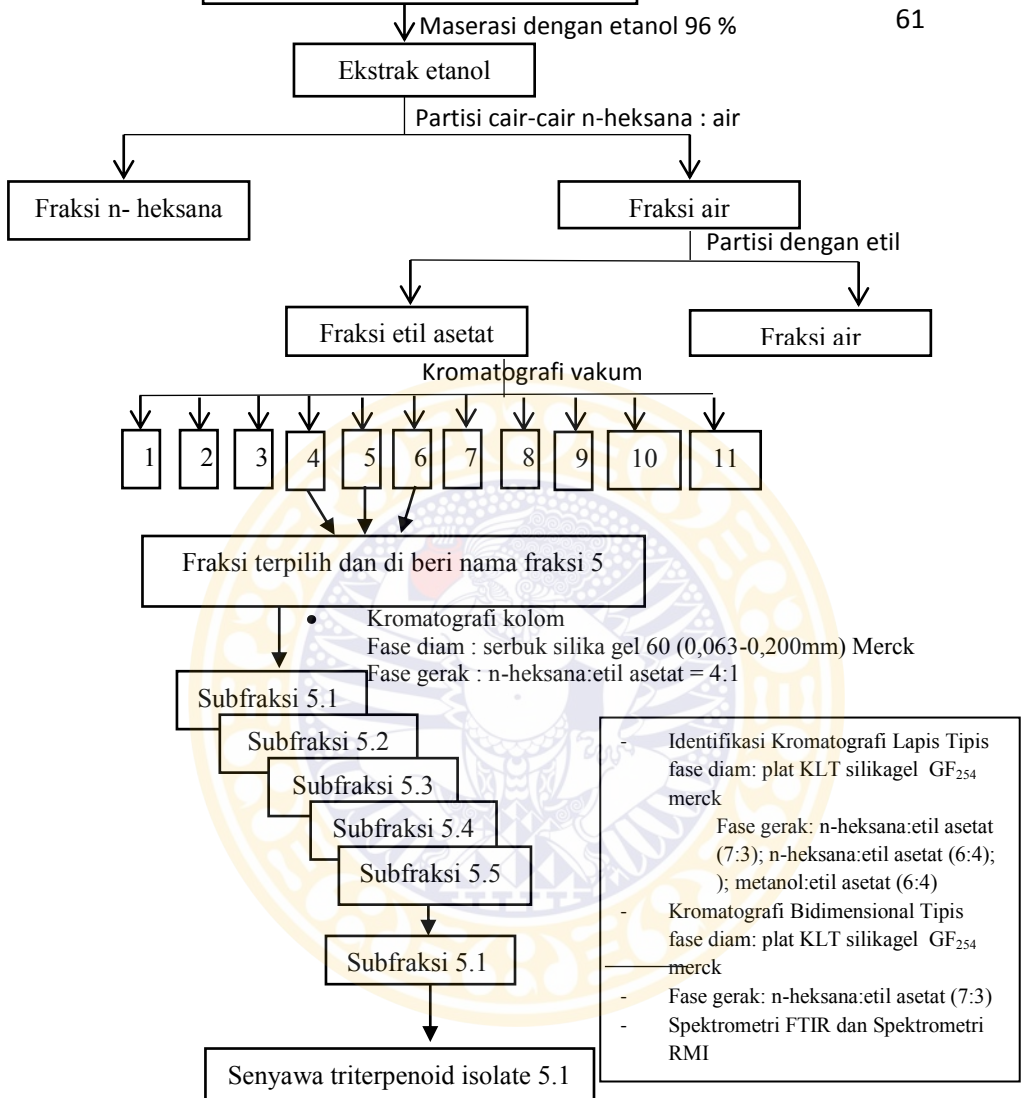 61
Maserasi dengan etanol 96 %
Ekstrak etanol
Partisi cair-cair n-heksana : air
Fraksi n- heksana
Fraksi air
Partisi dengan etil
Fraksi etil asetat
Fraksi air
Kromatografi vakum
1 2 3 4 5 6 7 8 9 10 11
Fraksi terpilih dan di beri nama fraksi 5
• Kromatografi kolom
Fase diam : serbuk silika gel 60 (0,063-0,200mm) Merck
Fase gerak : n-heksana:etil asetat = 4:1
Subfraksi 5.1
Subfraksi 5.2
Subfraksi 5.3
Subfraksi 5.4
Subfraksi 5.5
Subfraksi 5.1
Senyawa triterpenoid isolate 5.1
- Identifikasi Kromatografi Lapis Tipis
fase diam: plat KLT silikagel GF254
merck
Fase gerak: n-heksana:etil asetat
(7:3); n-heksana:etil asetat (6:4);
); metanol:etil asetat (6:4)
- Kromatografi Bidimensional Tipis
fase diam: plat KLT silikagel GF254
merck
- Fase gerak: n-heksana:etil asetat (7:3)
- Spektrometri FTIR dan Spektrometri
RMI